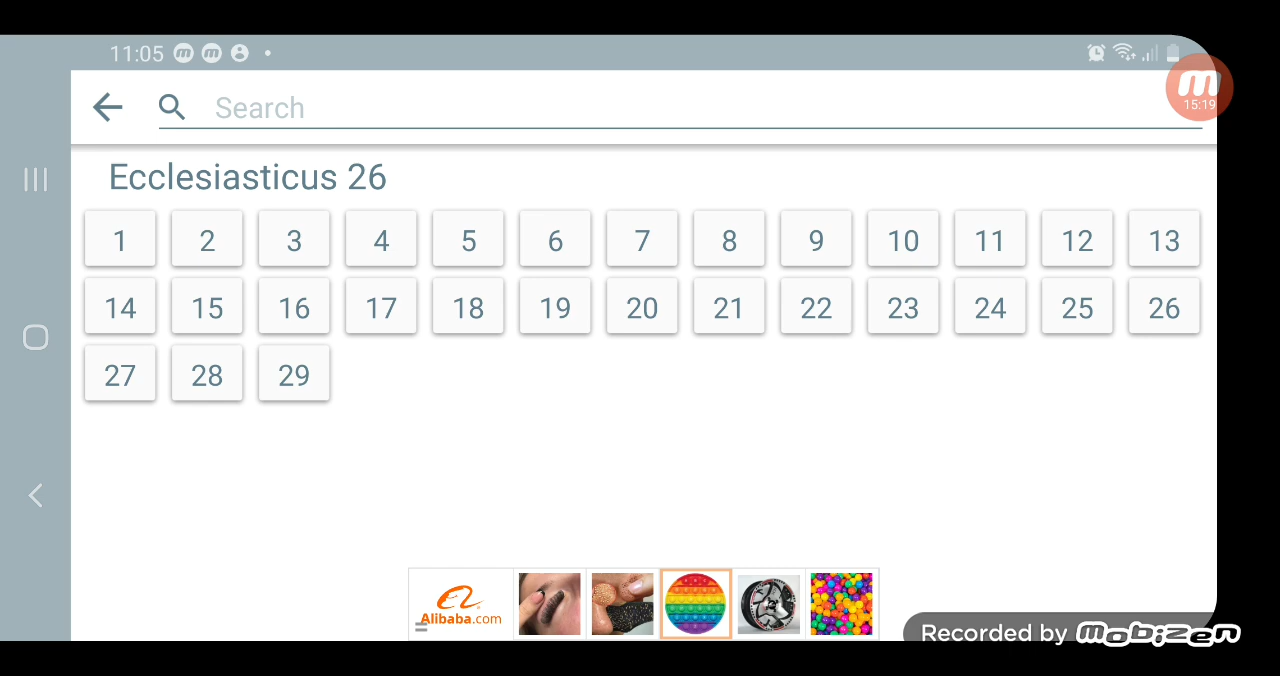 11:05
Search
15:19
Ecclesiasticus 26
1 2 3 4 5 6 7 8 9 10 11 12 13
14 15 16 17 18 19 20 21 22 23 24 25 26
27 28 29
Alibaba.com
Recorded by mobizen